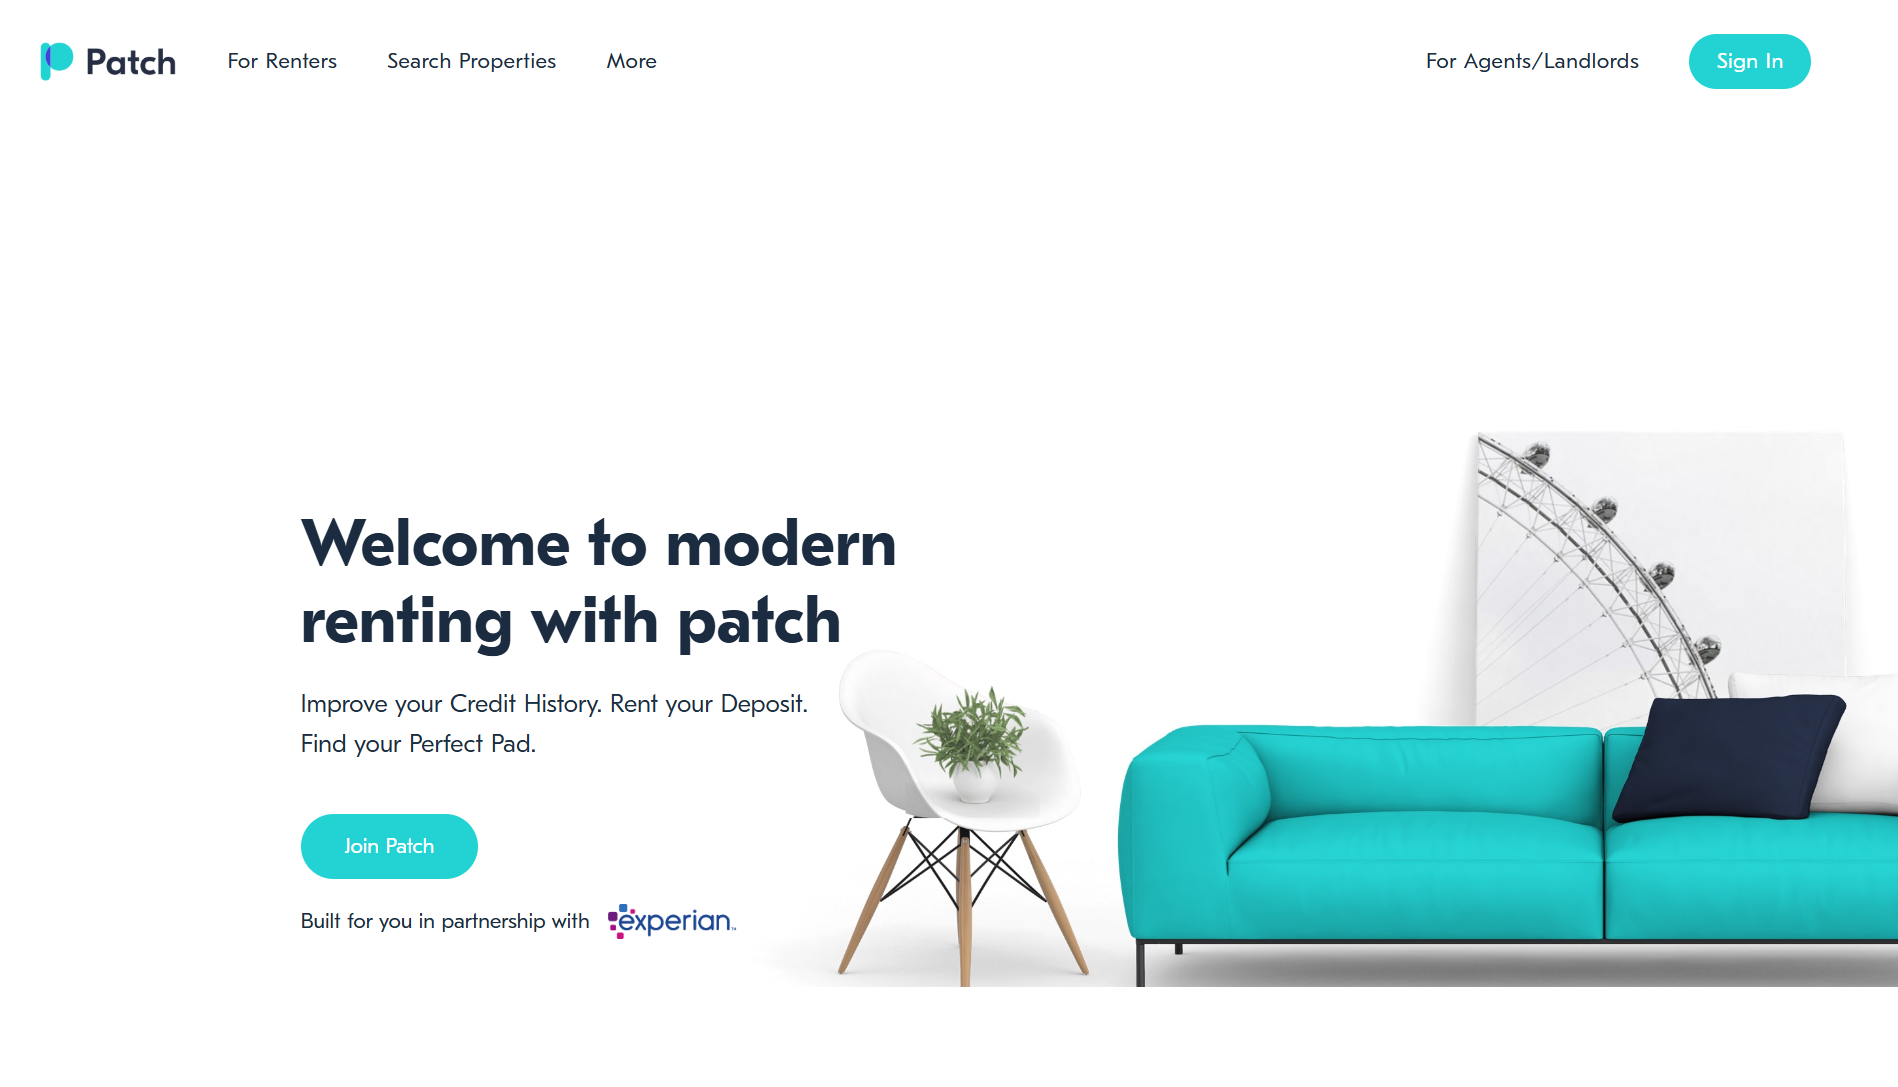 Patch
For Renters
Search Properties
More
For Agents/Landlords
Sign In
Welcome to modern
renting with patch
Improve your Credit History. Rent your Deposit.
Find your Perfect Pad.
Join Patch
Built for you in partnership with
experian™